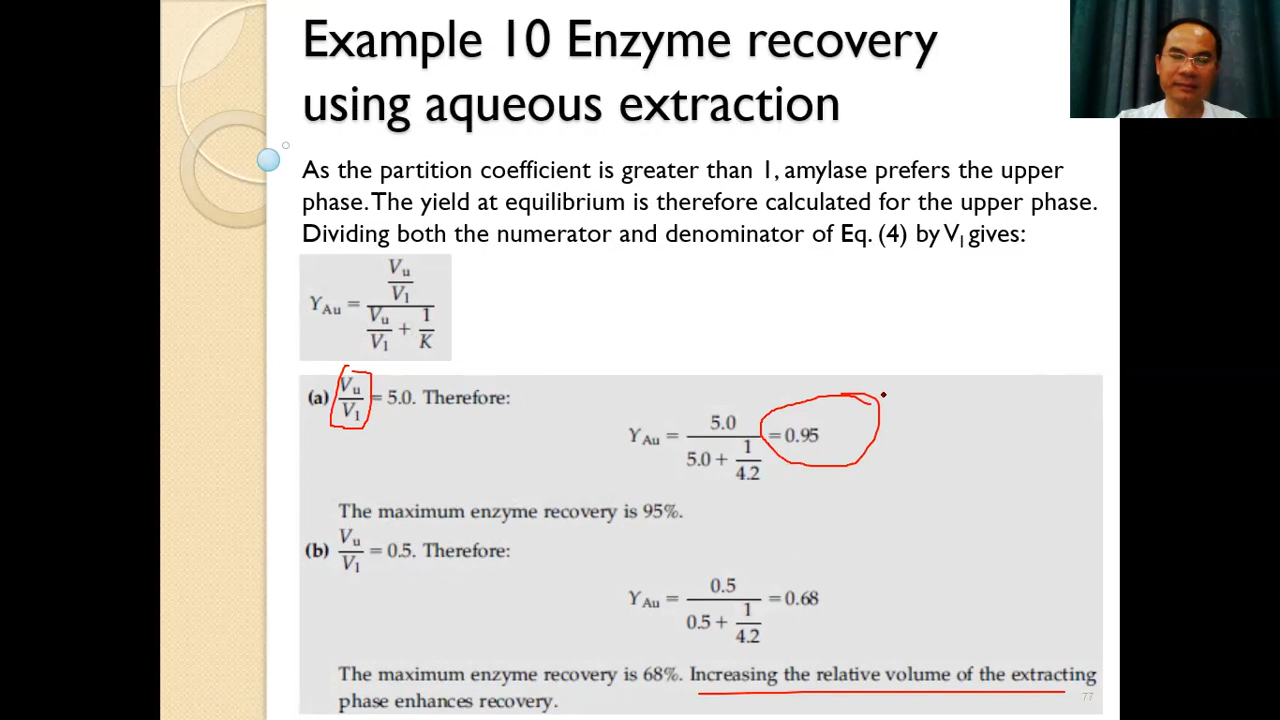 Example 10 Enzyme recovery
using aqueous extraction
As the partition coefficient is greater than 1, amylase prefers the upper
phase. The yield at equilibrium is therefore calculated for the upper phase.
Dividing both the numerator and denominator of Eq. (4) by V₁ gives:
Y_Au = (V_u/V_l) / (V_u/V_l + 1/K)
(a) V_u/V_l = 5.0. Therefore:
Y_Au = 5.0 / (5.0 + 1/4.2) = 0.95
The maximum enzyme recovery is 95%.
(b) V_u/V_l = 0.5. Therefore:
Y_Au = 0.5 / (0.5 + 1/4.2) = 0.68
The maximum enzyme recovery is 68%. Increasing the relative volume of the extracting
phase enhances recovery.
77